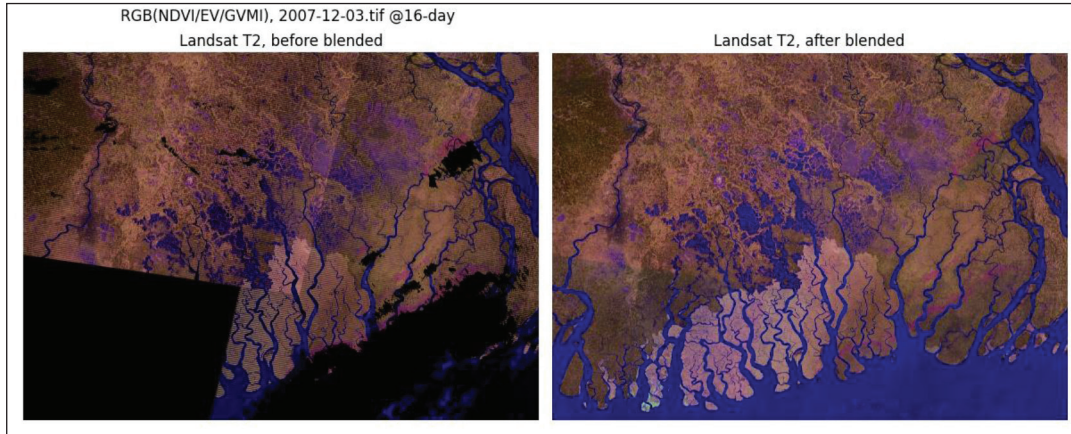 RGB(NDVI/EV/GVMI), 2007-12-03.tif @16-day
Landsat T2, before blended
Landsat T2, after blended